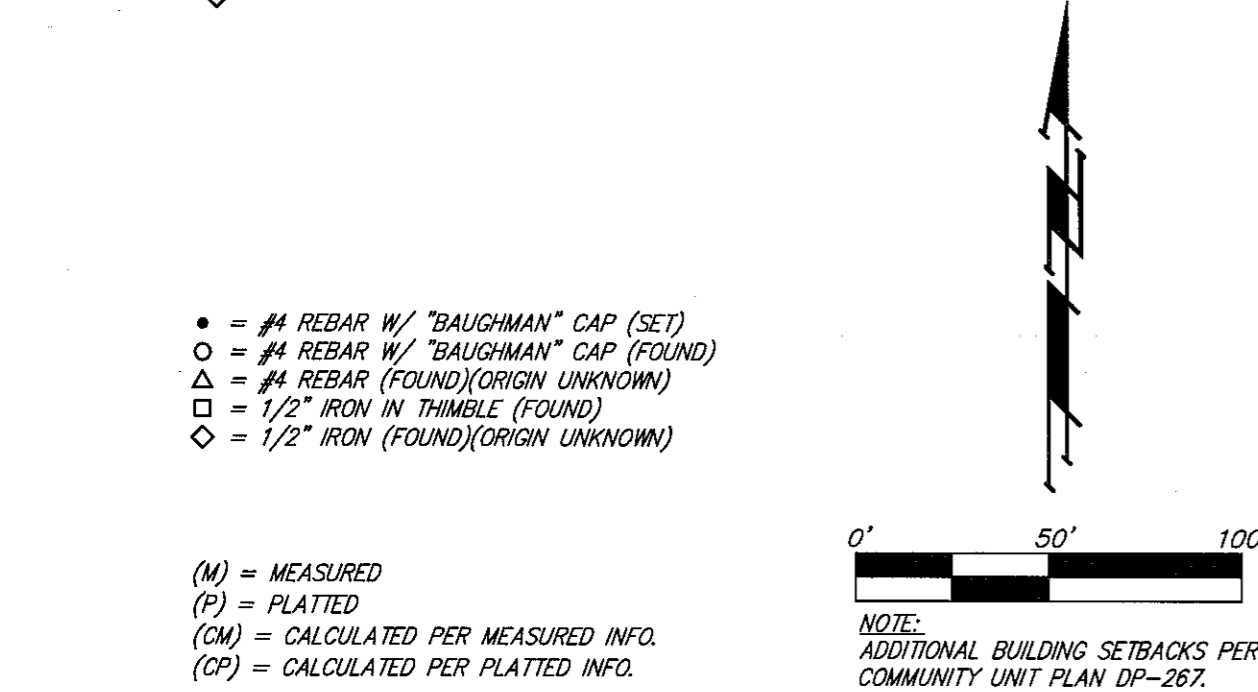 ● = #4 REBAR W/ "BAUGHMAN" CAP (SET)
○ = #4 REBAR W/ "BAUGHMAN" CAP (FOUND)
△ = #4 REBAR (FOUND)(ORIGIN UNKNOWN)
□ = 1/2" IRON IN THIMBLE (FOUND)
◇ = 1/2" IRON (FOUND)(ORIGIN UNKNOWN)
(M) = MEASURED
(P) = PLATTED
(CM) = CALCULATED PER MEASURED INFO.
(CP) = CALCULATED PER PLATTED INFO.
0' 50' 100
NOTE:
ADDITIONAL BUILDING SETBACKS PER
COMMUNITY UNIT PLAN DP-267.